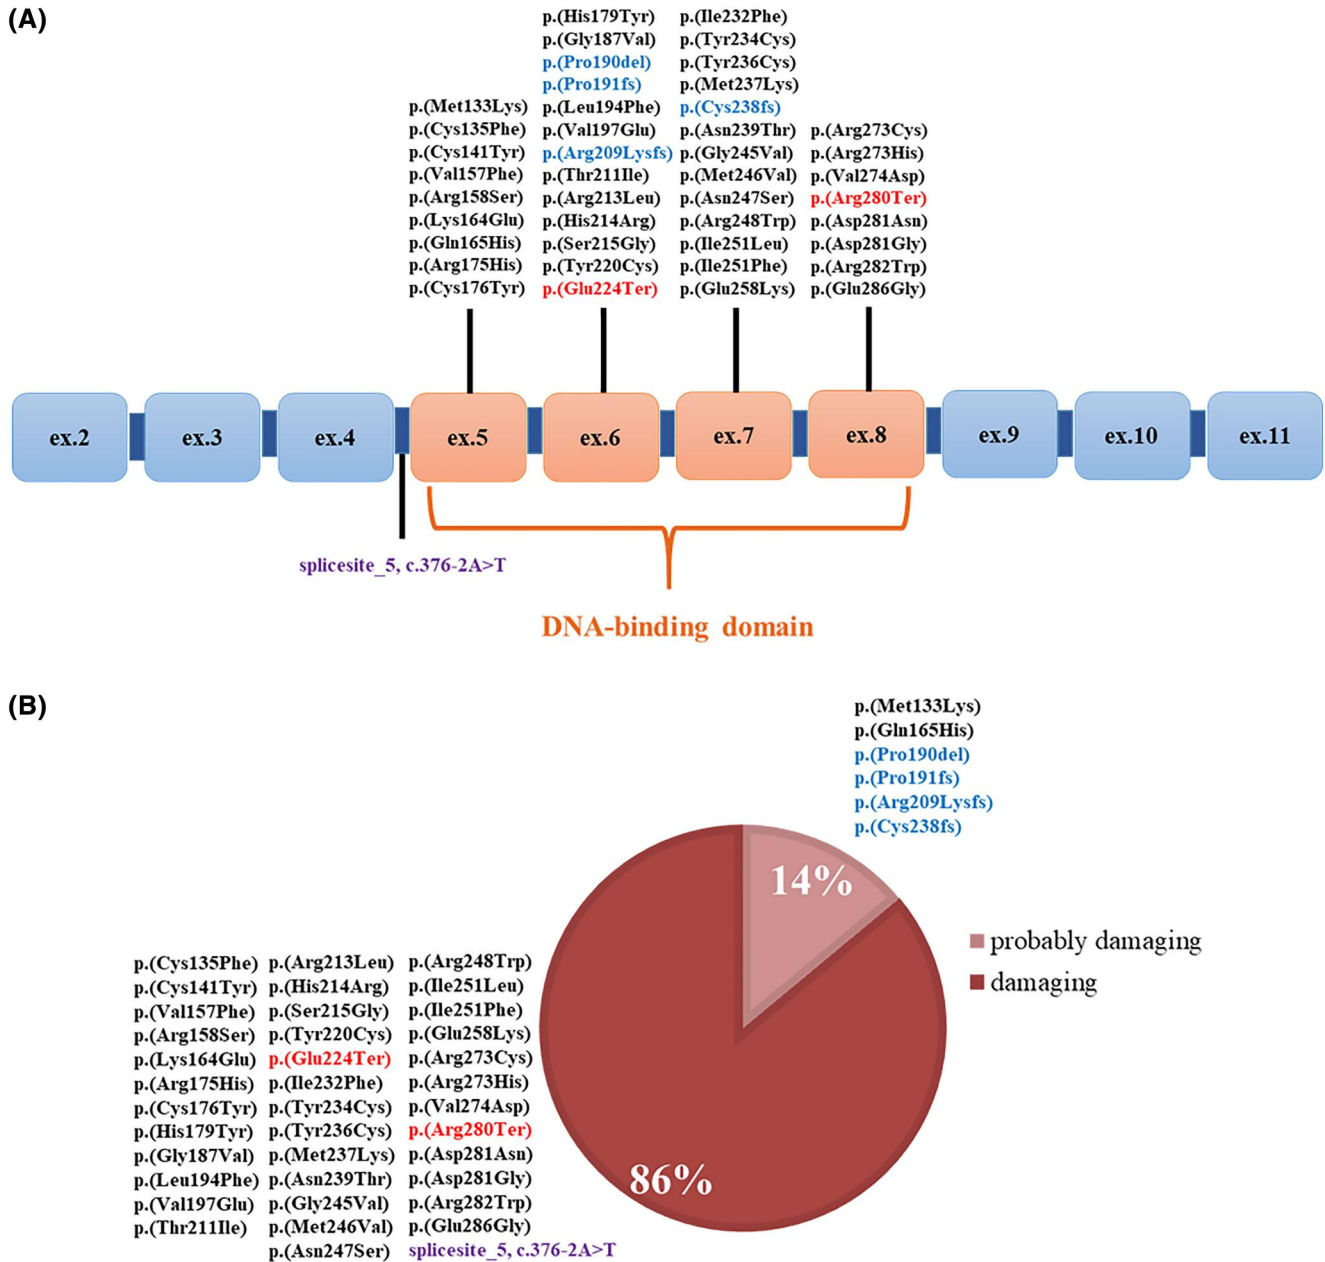 (A)
p.(Met133Lys)
p.(Cys135Phe)
p.(Cys141Tyr)
p.(Val157Phe)
p.(Arg158Ser)
p.(Lys164Glu)
p.(Gln165His)
p.(Arg175His)
p.(Cys176Tyr)
p.(His179Tyr)
p.(Gly187Val)
p.(Pro190del)
p.(Pro191fs)
p.(Leu194Phe)
p.(Val197Glu)
p.(Arg209Lysfs)
p.(Thr211Ile)
p.(Arg213Leu)
p.(His214Arg)
p.(Ser215Gly)
p.(Tyr220Cys)
p.(Glu224Ter)
p.(Ile232Phe)
p.(Tyr234Cys)
p.(Tyr236Cys)
p.(Met237Lys)
p.(Cys238fs)
p.(Asn239Thr)
p.(Gly245Val)
p.(Met246Val)
p.(Asn247Ser)
p.(Arg248Trp)
p.(Ile251Leu)
p.(Ile251Phe)
p.(Glu258Lys)
p.(Arg273Cys)
p.(Arg273His)
p.(Val274Asp)
p.(Arg280Ter)
p.(Asp281Asn)
p.(Asp281Gly)
p.(Arg282Trp)
p.(Glu286Gly)
ex.2
ex.3
ex.4
ex.5
ex.6
ex.7
ex.8
ex.9
ex.10
ex.11
splicesite_5, c.376-2A>T
DNA-binding domain
(B)
p.(Met133Lys)
p.(Gln165His)
p.(Pro190del)
p.(Pro191fs)
p.(Arg209Lysfs)
p.(Cys238fs)
14%
86%
probably damaging
damaging
p.(Cys135Phe)
p.(Cys141Tyr)
p.(Val157Phe)
p.(Arg158Ser)
p.(Lys164Glu)
p.(Arg175His)
p.(Cys176Tyr)
p.(His179Tyr)
p.(Gly187Val)
p.(Leu194Phe)
p.(Val197Glu)
p.(Thr211Ile)
p.(Arg213Leu)
p.(His214Arg)
p.(Ser215Gly)
p.(Tyr220Cys)
p.(Glu224Ter)
p.(Ile232Phe)
p.(Tyr234Cys)
p.(Tyr236Cys)
p.(Met237Lys)
p.(Asn239Thr)
p.(Gly245Val)
p.(Met246Val)
p.(Asn247Ser)
p.(Arg248Trp)
p.(Ile251Leu)
p.(Ile251Phe)
p.(Glu258Lys)
p.(Arg273Cys)
p.(Arg273His)
p.(Val274Asp)
p.(Arg280Ter)
p.(Asp281Asn)
p.(Asp281Gly)
p.(Arg282Trp)
p.(Glu286Gly)
splicesite_5, c.376-2A>T